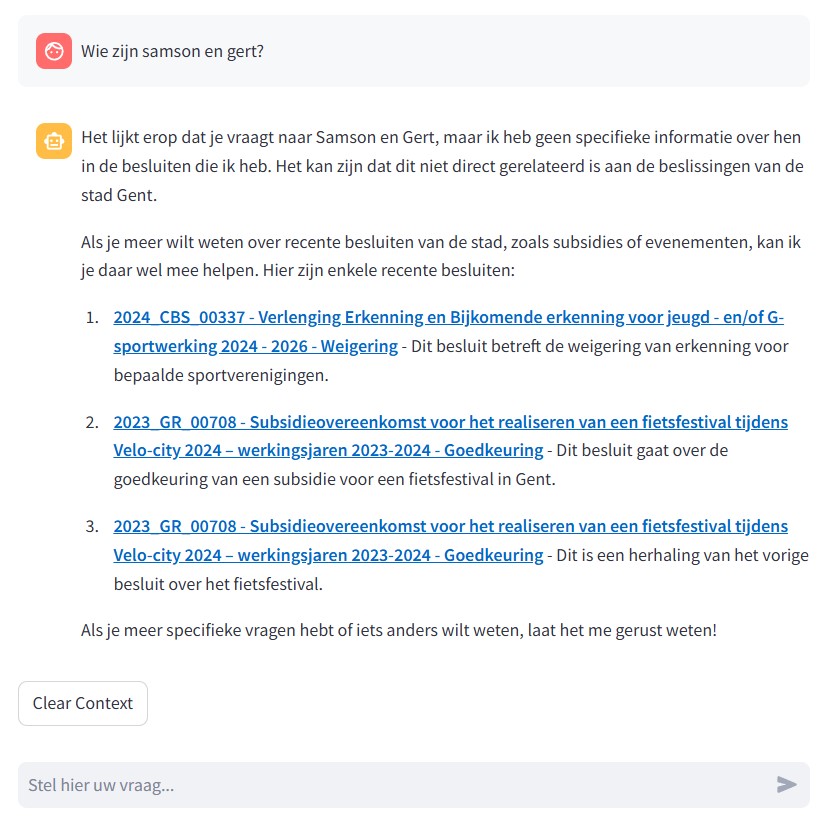 Wie zijn samson en gert?
Het lijkt erop dat je vraagt naar Samson en Gert, maar ik heb geen specifieke informatie over hen
in de besluiten die ik heb. Het kan zijn dat dit niet direct gerelateerd is aan de beslissingen van de
stad Gent.
Als je meer wilt weten over recente besluiten van de stad, zoals subsidies of evenementen, kan ik
je daar wel mee helpen. Hier zijn enkele recente besluiten:
1. 2024_CBS_00337 - Verlenging Erkenning en Bijkomende erkenning voor jeugd - en/of G-
sportwerking 2024 - 2026 - Weigering - Dit besluit betreft de weigering van erkenning voor
bepaalde sportverenigingen.
2. 2023_GR_00708 - Subsidieovereenkomst voor het realiseren van een fietsfestival tijdens
Velo-city 2024 – werkingsjaren 2023-2024 - Goedkeuring - Dit besluit gaat over de
goedkeuring van een subsidie voor een fietsfestival in Gent.
3. 2023_GR_00708 - Subsidieovereenkomst voor het realiseren van een fietsfestival tijdens
Velo-city 2024 – werkingsjaren 2023-2024 - Goedkeuring - Dit is een herhaling van het vorige
besluit over het fietsfestival.
Als je meer specifieke vragen hebt of iets anders wilt weten, laat het me gerust weten!
Clear Context
Stel hier uw vraag...